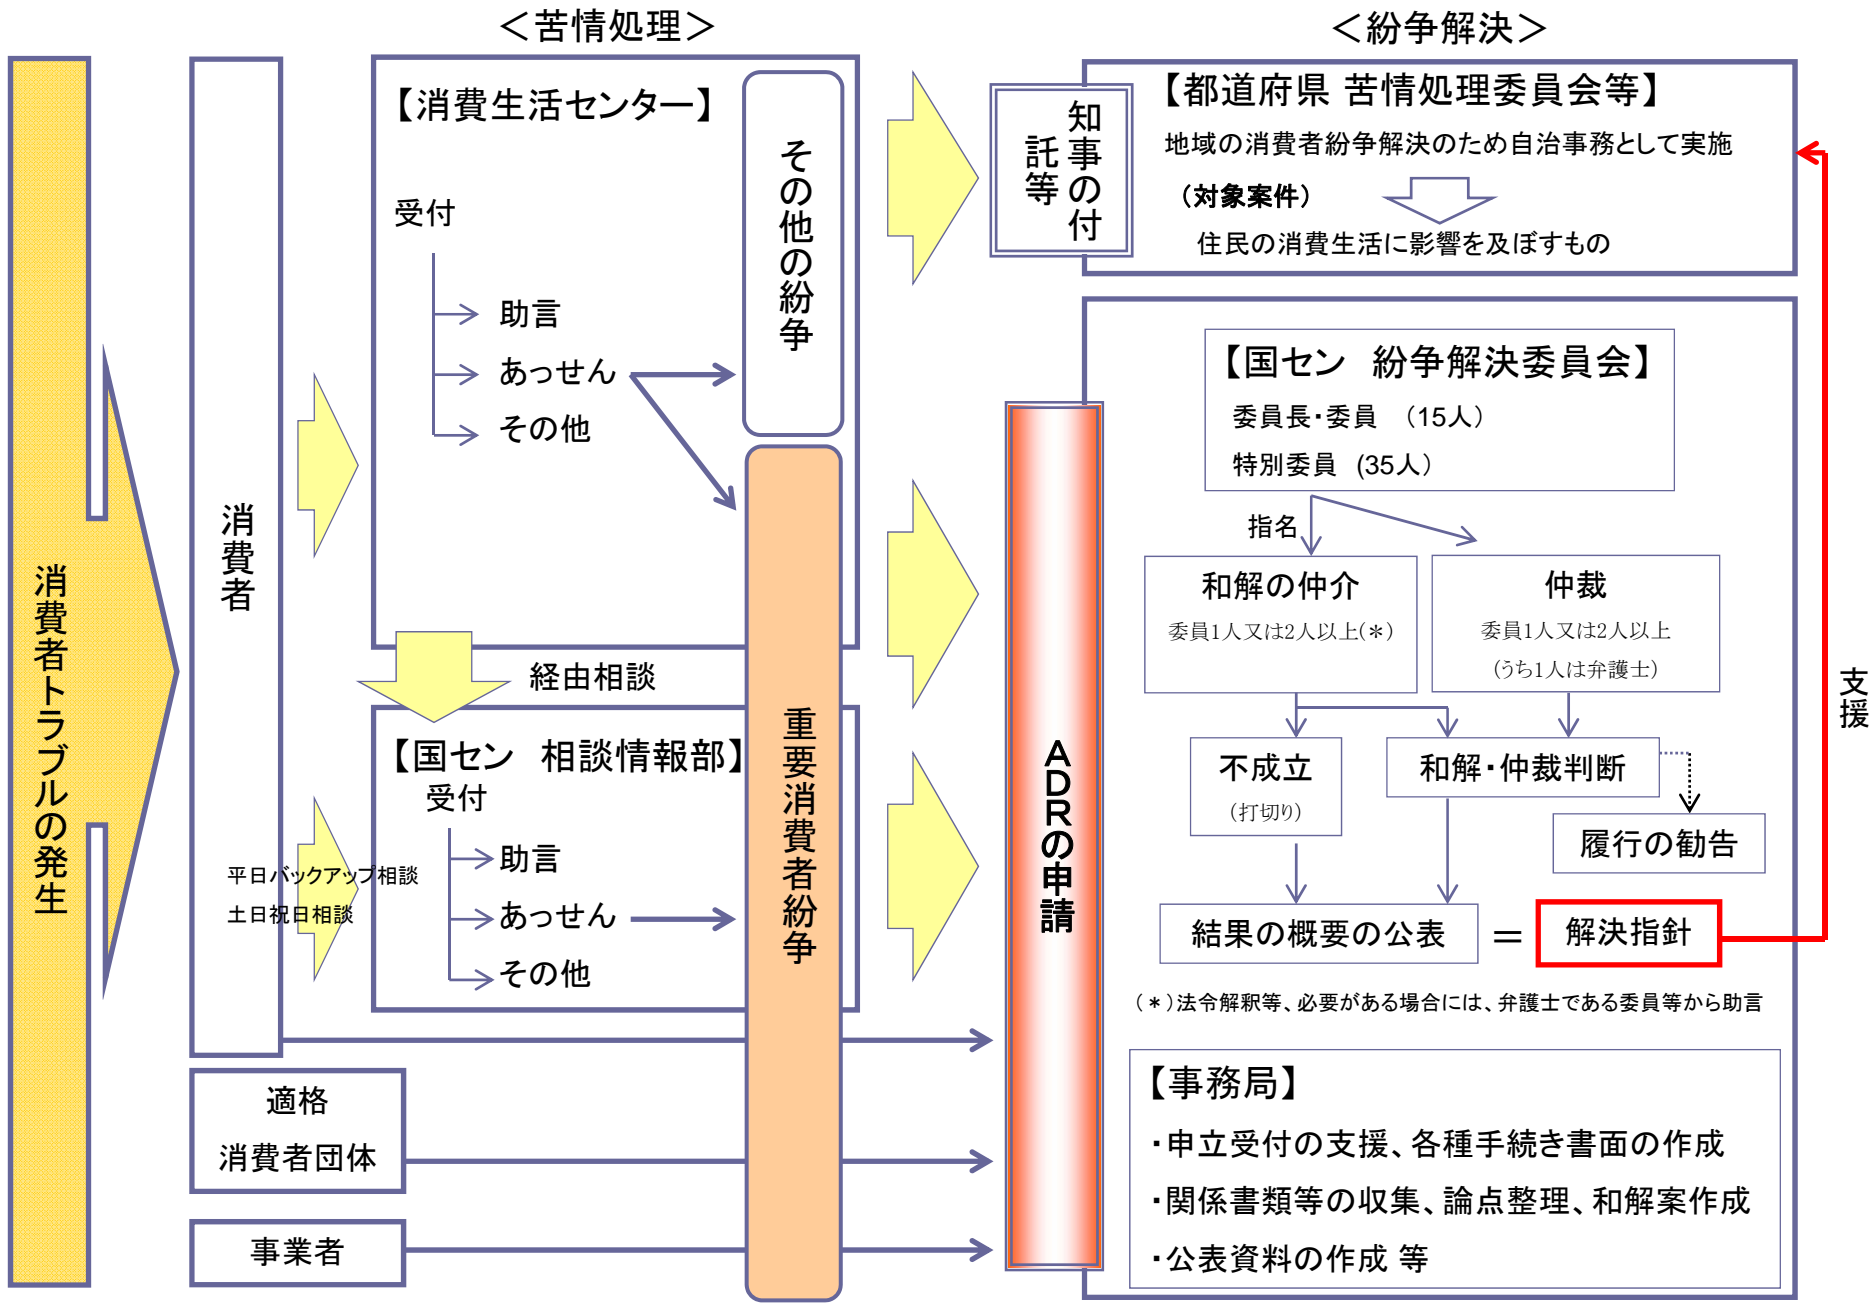 ＜苦情処理＞
＜紛争解決＞
消費者トラブルの発生
消費者
【消費生活センター】
受付
助言
あっせん
その他
その他の紛争
経由相談
【国セン　相談情報部】
受付
平日バックアップ相談
土日祝日相談
助言
あっせん
その他
重要消費者紛争
適格
消費者団体
事業者
知事の付
託等
【都道府県 苦情処理委員会等】
地域の消費者紛争解決のため自治事務として実施
（対象案件）
住民の消費生活に影響を及ぼすもの
ＡＤＲの申請
【国セン　紛争解決委員会】
委員長・委員　（15人）
特別委員　(35人）
指名
和解の仲介
委員1人又は2人以上(＊)
仲裁
委員1人又は2人以上
(うち1人は弁護士)
不成立
(打切り)
和解・仲裁判断
履行の勧告
結果の概要の公表
＝
解決指針
支援
（＊）法令解釈等、必要がある場合には、弁護士である委員等から助言
【事務局】
・申立受付の支援、各種手続き書面の作成
・関係書類等の収集、論点整理、和解案作成
・公表資料の作成 等